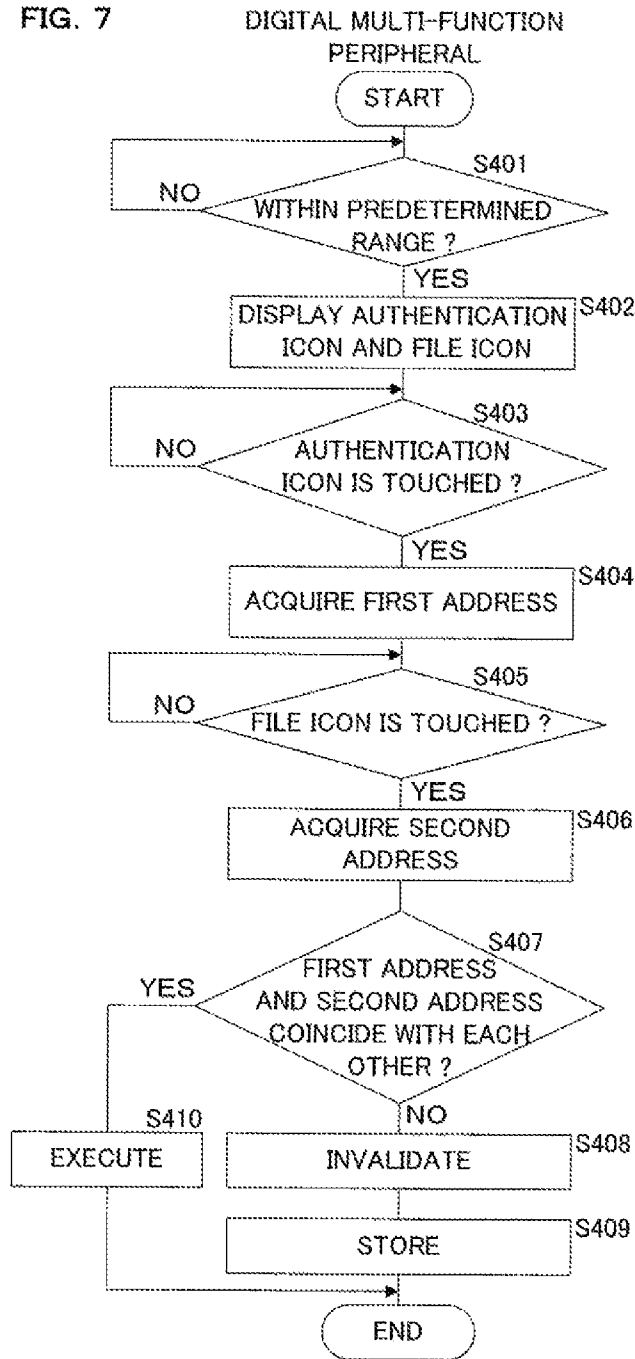 FIG. 7
DIGITAL MULTI-FUNCTION
PERIPHERAL
START
S401
NO
WITHIN PREDETERMINED
RANGE ?
YES
S402
DISPLAY AUTHENTICATION
ICON AND FILE ICON
S403
NO
AUTHENTICATION
ICON IS TOUCHED ?
YES
S404
ACQUIRE FIRST ADDRESS
S405
NO
FILE ICON IS TOUCHED ?
YES
S406
ACQUIRE SECOND
ADDRESS
S407
YES
FIRST ADDRESS
AND SECOND ADDRESS
COINCIDE WITH EACH
OTHER ?
NO
S410
EXECUTE
S408
INVALIDATE
S409
STORE
END